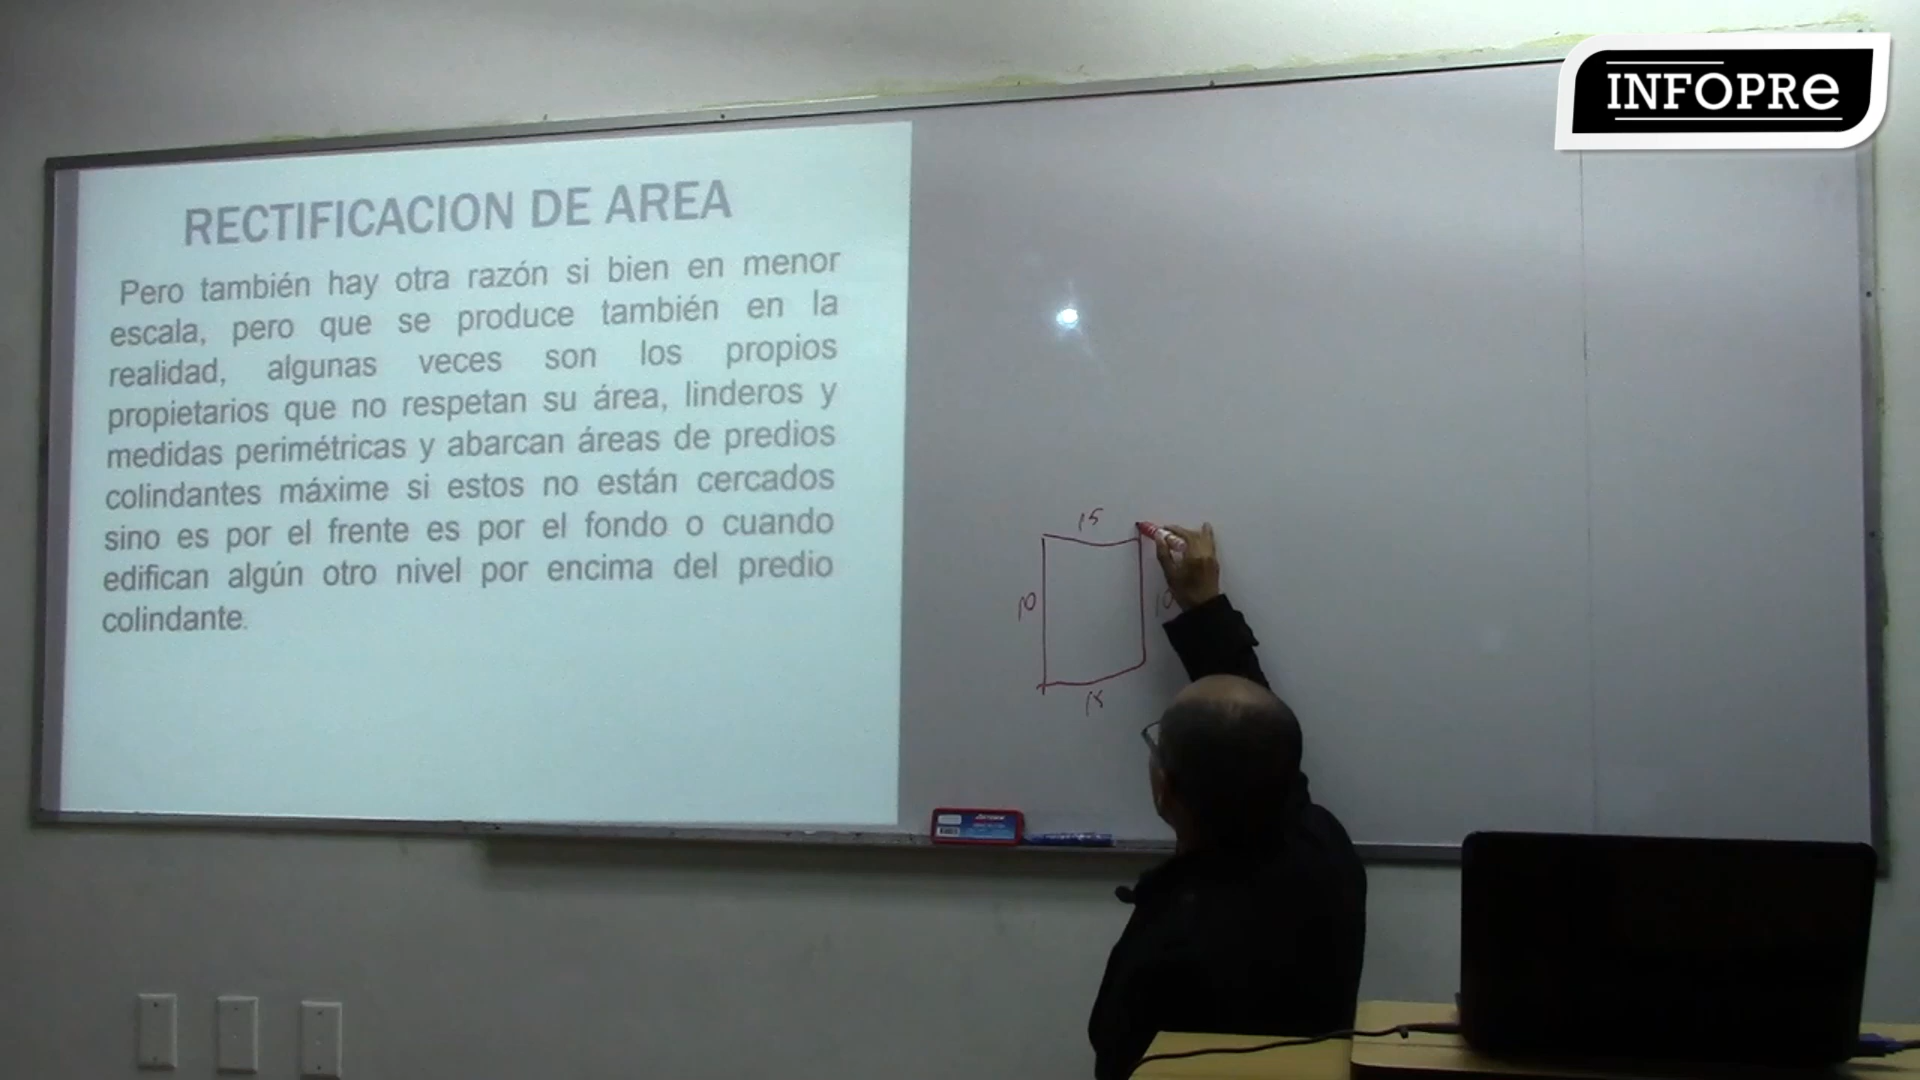 INFOPRe
RECTIFICACION DE AREA
Pero también hay otra razón si bien en menor
escala, pero que se produce también en la
realidad, algunas veces son los propios
propietarios que no respetan su área, linderos y
medidas perimétricas y abarcan áreas de predios
colindantes máxime si estos no están cercados
sino es por el frente es por el fondo o cuando
edifican algún otro nivel por encima del predio
colindante.
15
10
10
15